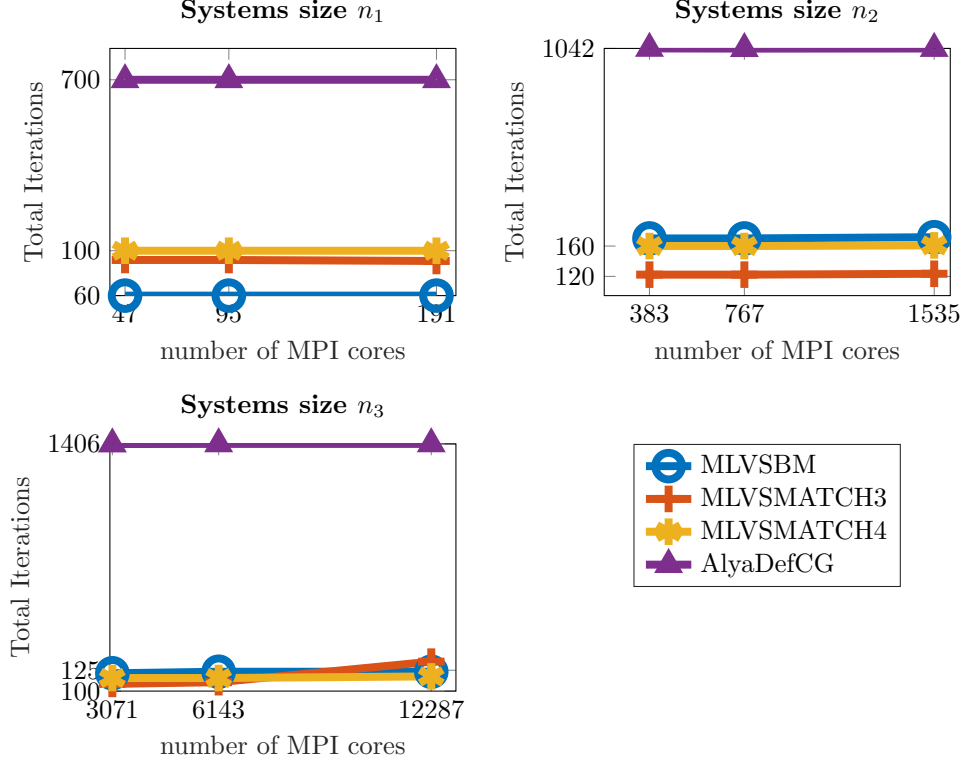 Systems size n₁
700
100
60
47
95
191
Total Iterations
number of MPI cores
Systems size n₂
1042
160
120
383
767
1535
Total Iterations
number of MPI cores
Systems size n₃
1406
125
100
3071
6143
12287
Total Iterations
number of MPI cores
MLVSBM
MLVSMATCH3
MLVSMATCH4
AlyaDefCG